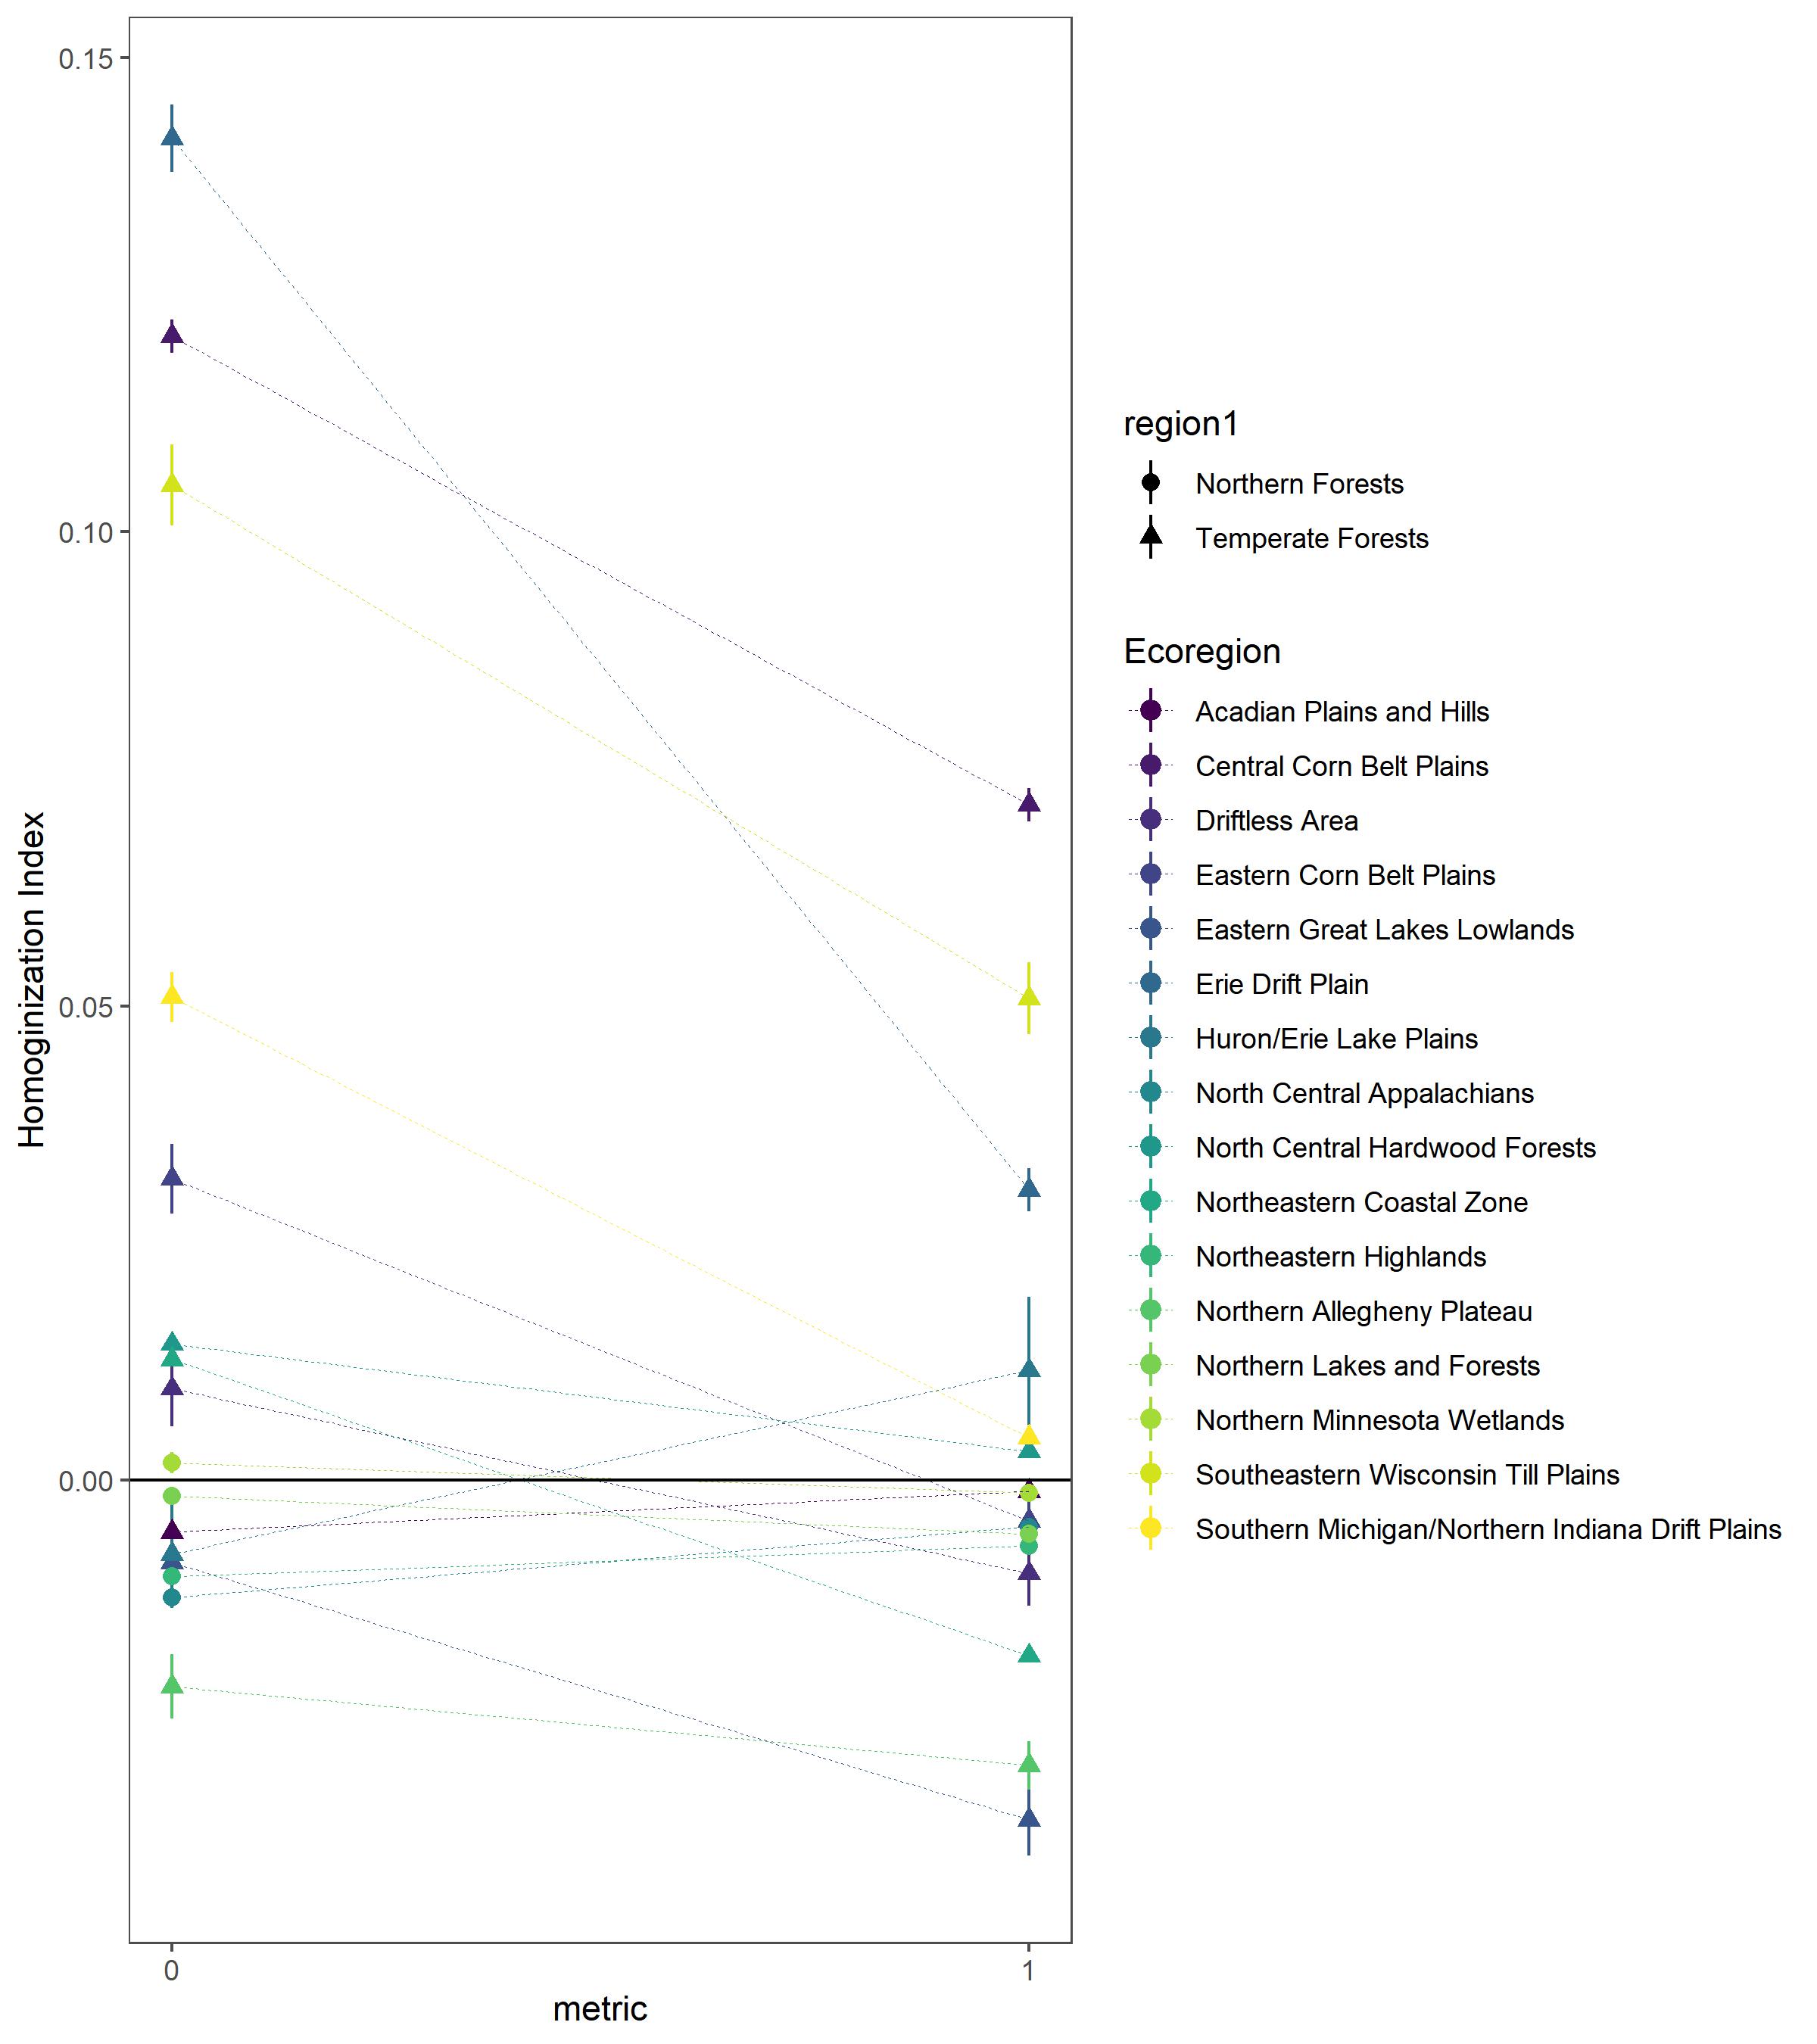 0.15
0.10
0.05
0.00
Homoginization Index
0
1
metric
region1
Northern Forests
Temperate Forests
Ecoregion
Acadian Plains and Hills
Central Corn Belt Plains
Driftless Area
Eastern Corn Belt Plains
Eastern Great Lakes Lowlands
Erie Drift Plain
Huron/Erie Lake Plains
North Central Appalachians
North Central Hardwood Forests
Northeastern Coastal Zone
Northeastern Highlands
Northern Allegheny Plateau
Northern Lakes and Forests
Northern Minnesota Wetlands
Southeastern Wisconsin Till Plains
Southern Michigan/Northern Indiana Drift Plains